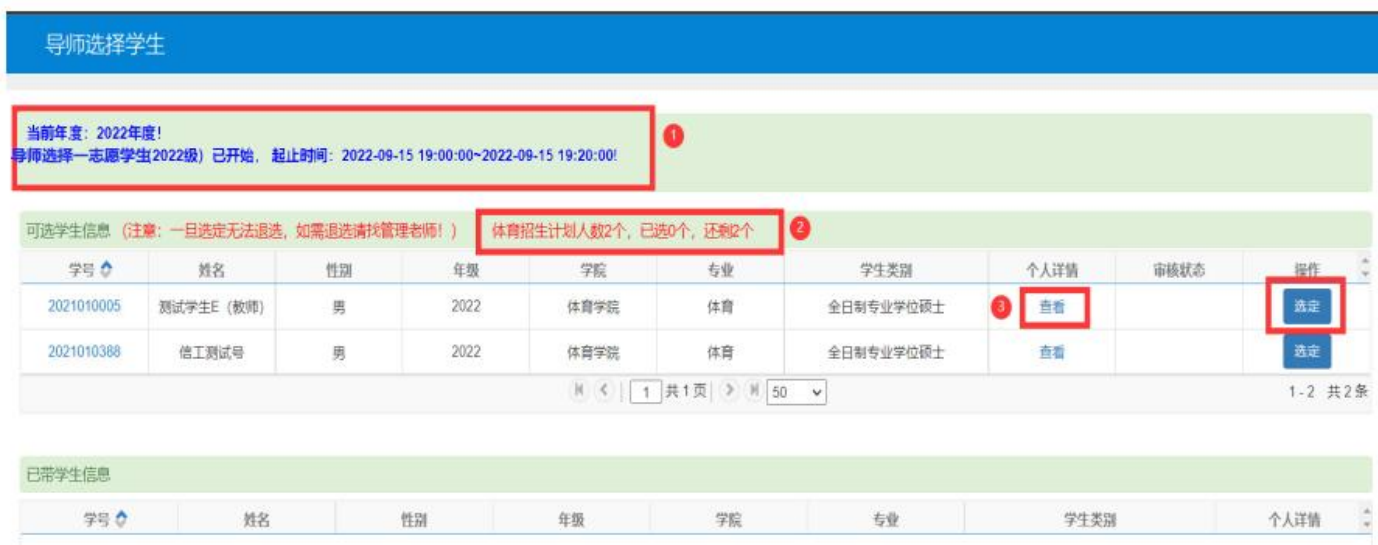 导师选择学生
当前年度：2022年度！
导师选择一志愿学生(2022级）已开始， 起止时间：2022-09-15 19:00:00~2022-09-15 19:20:00!
1
可选学生信息 （注意：一旦选定无法退选，如需退选请找管理老师！） 体育招生计划人数2个，已选0个，还剩2个
2
学号 姓名 性别 年级 学院 专业 学生类别 个人详情 审核状态 操作
2021010005 测试学生E（教师） 男 2022 体育学院 体育 全日制专业学位硕士 3 查看 选定
2021010388 信工测试号 男 2022 体育学院 体育 全日制专业学位硕士 查看 选定
1 共1页 50 1-2 共2条
已带学生信息
学号 姓名 性别 年级 学院 专业 学生类别 个人详情